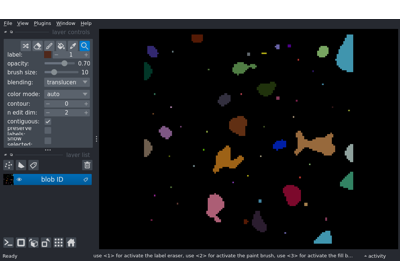 File View Plugins Window Help
layer controls
label: 1
opacity: 0.70
brush size: 10
blending: translucen
color mode: auto
contour: 0
n edit dim: 2
contiguous:
preserve labels:
show selected:
layer list
blob ID
Ready use <1> for activate the label eraser, use <2> for activate the paint brush, use <3> for activate the fill b... activity